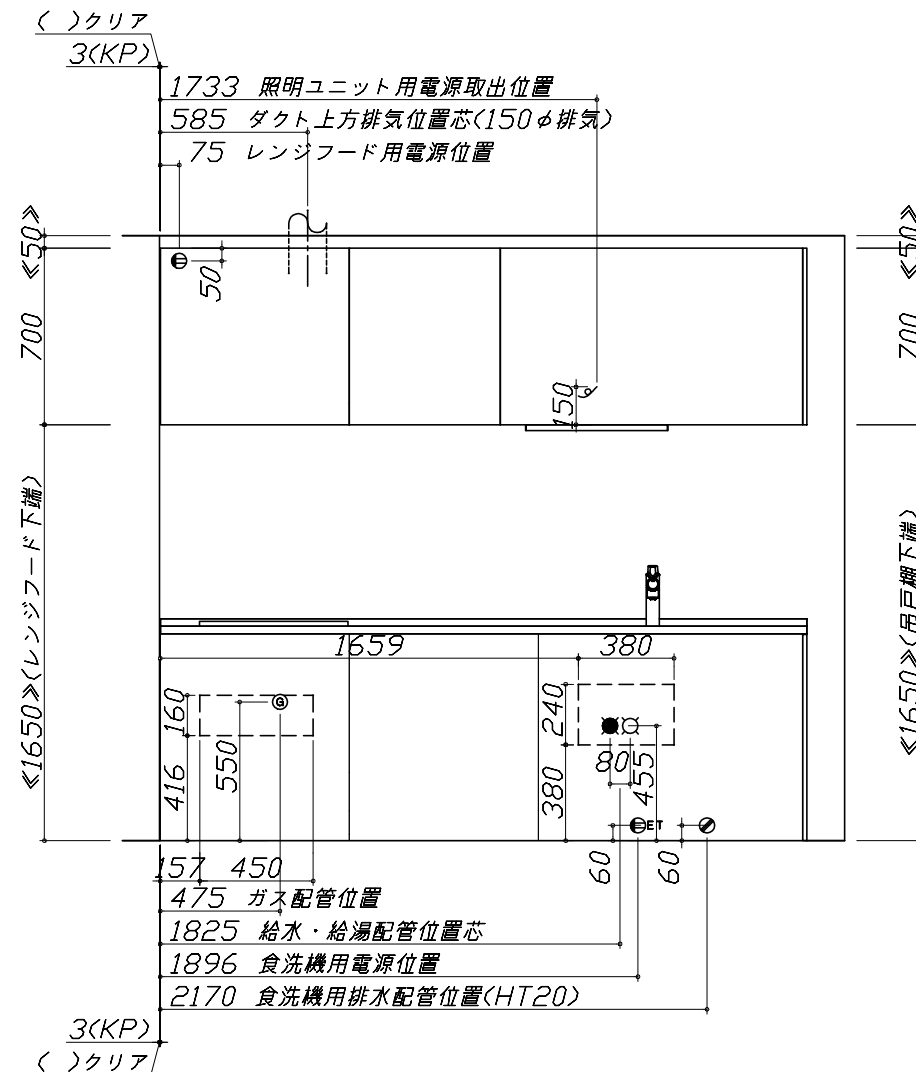 ( )クリア
3(KP)
1733 照明ユニット用電源取出位置
585 ダクト上方排気位置芯(150φ排気)
75 レンジフード用電源位置
≪50≫
≪50≫
50
700
700
150
≪1650≫(レンジフード下端)
≪1650≫(吊戸棚下端)
1659
380
160
G
240
550
80
455
416
380
ET
60
60
157
450
475 ガス配管位置
1825 給水・給湯配管位置芯
1896 食洗機用電源位置
2170 食洗機用排水配管位置(HT20)
3(KP)
( )クリア